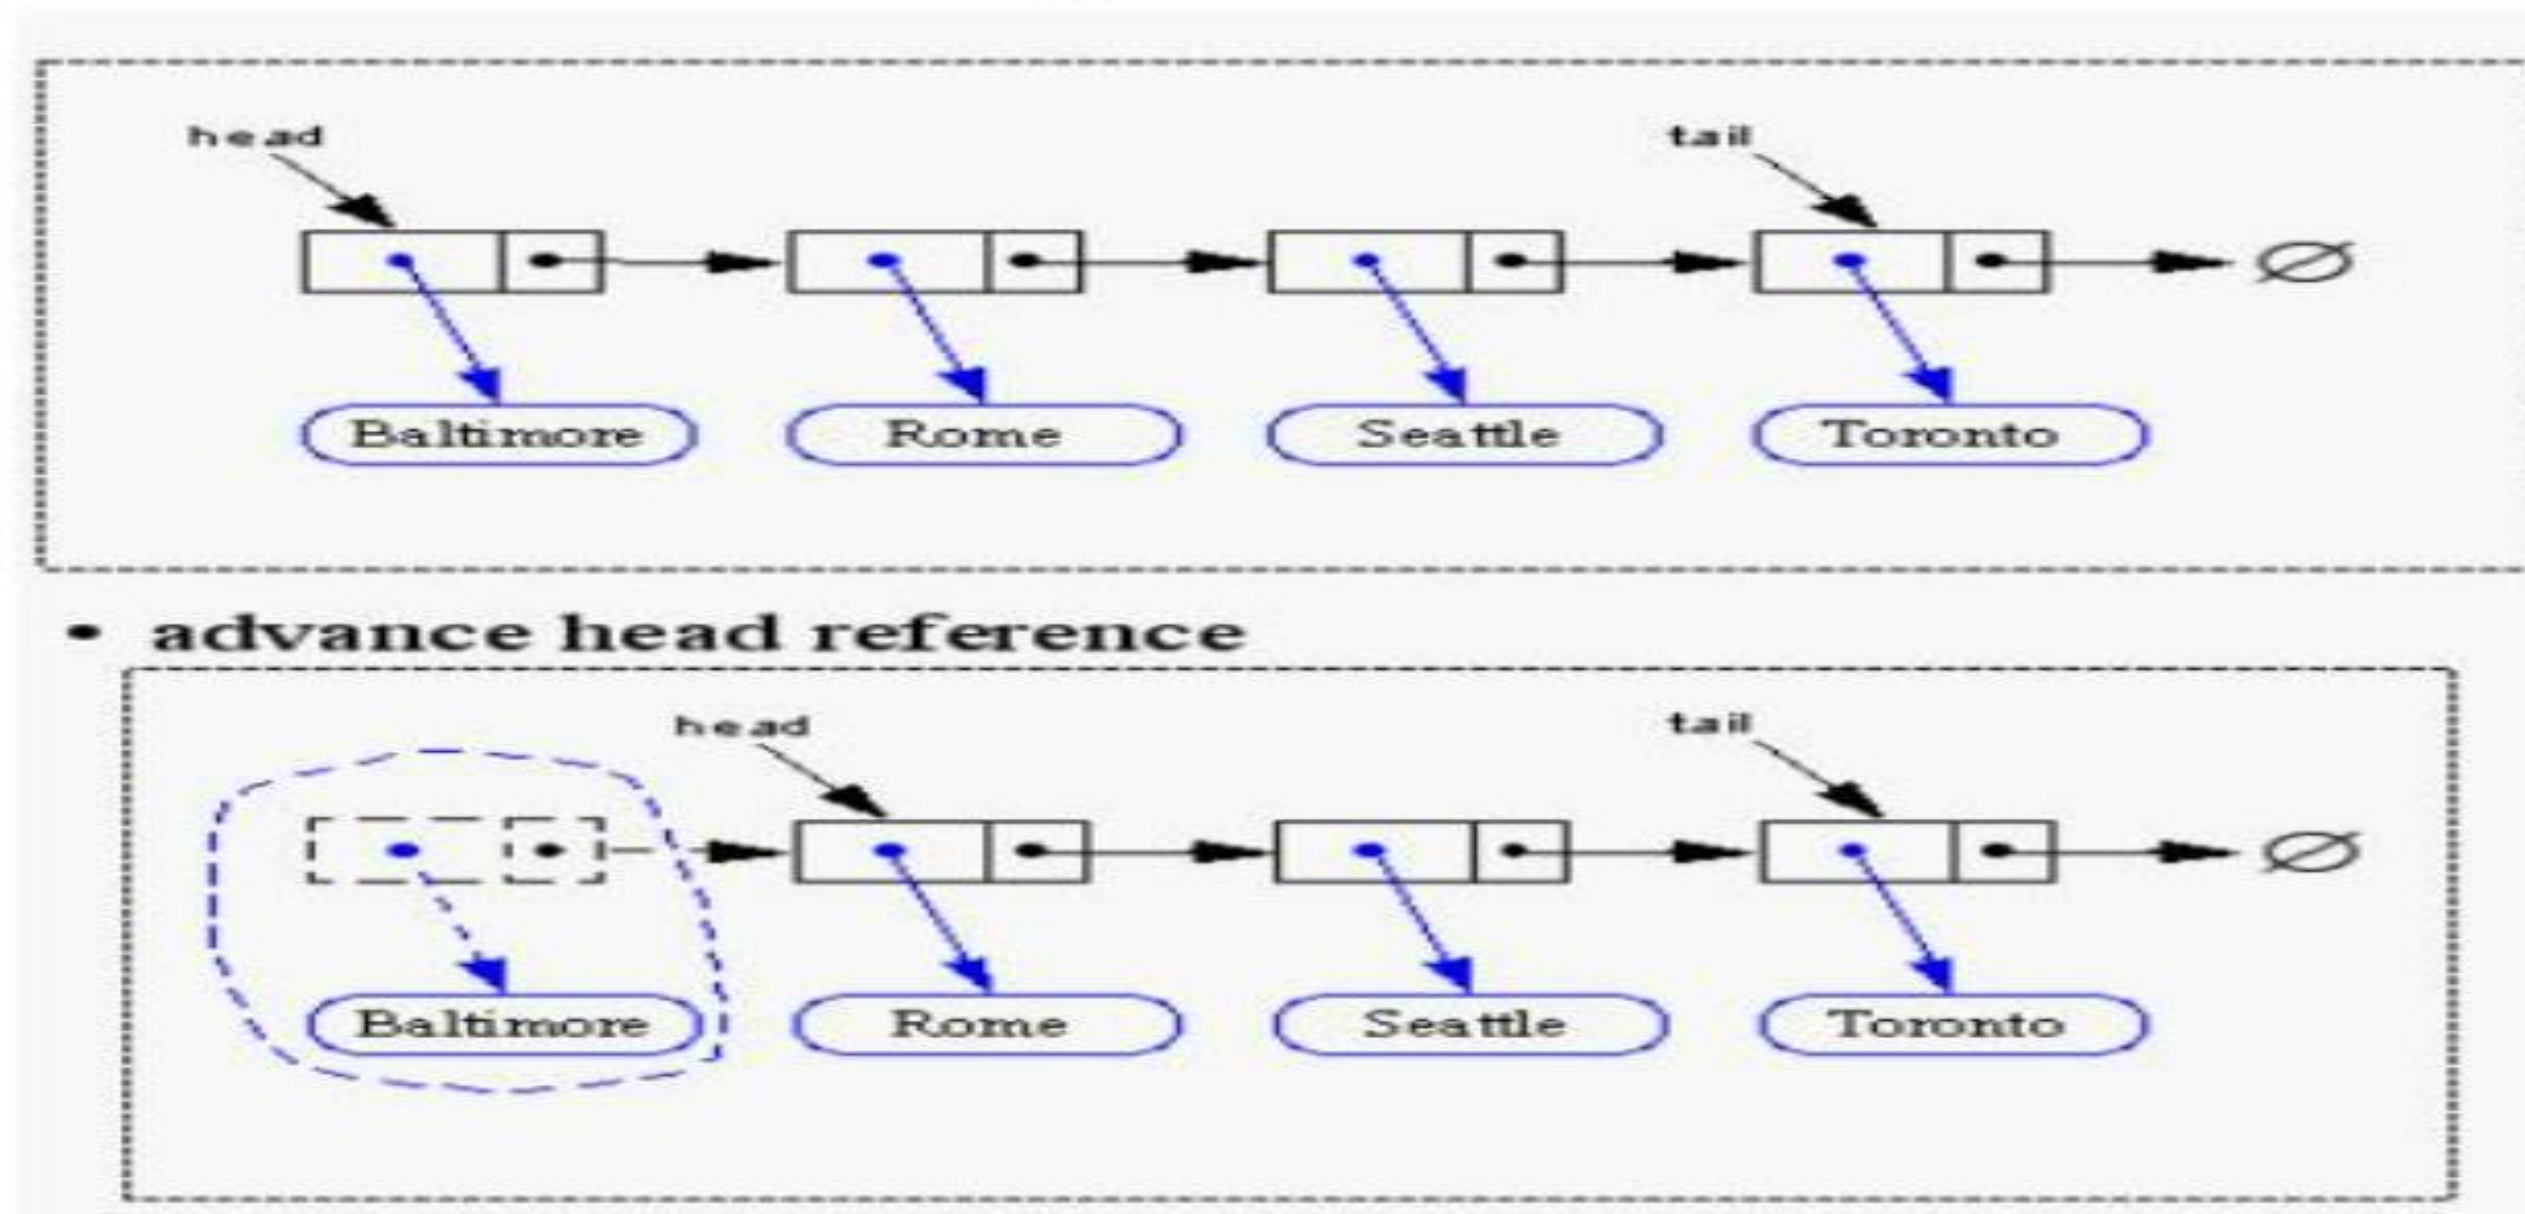 head tail
Baltimore Rome Seattle Toronto
• advance head reference
head tail
Baltimore Rome Seattle Toronto